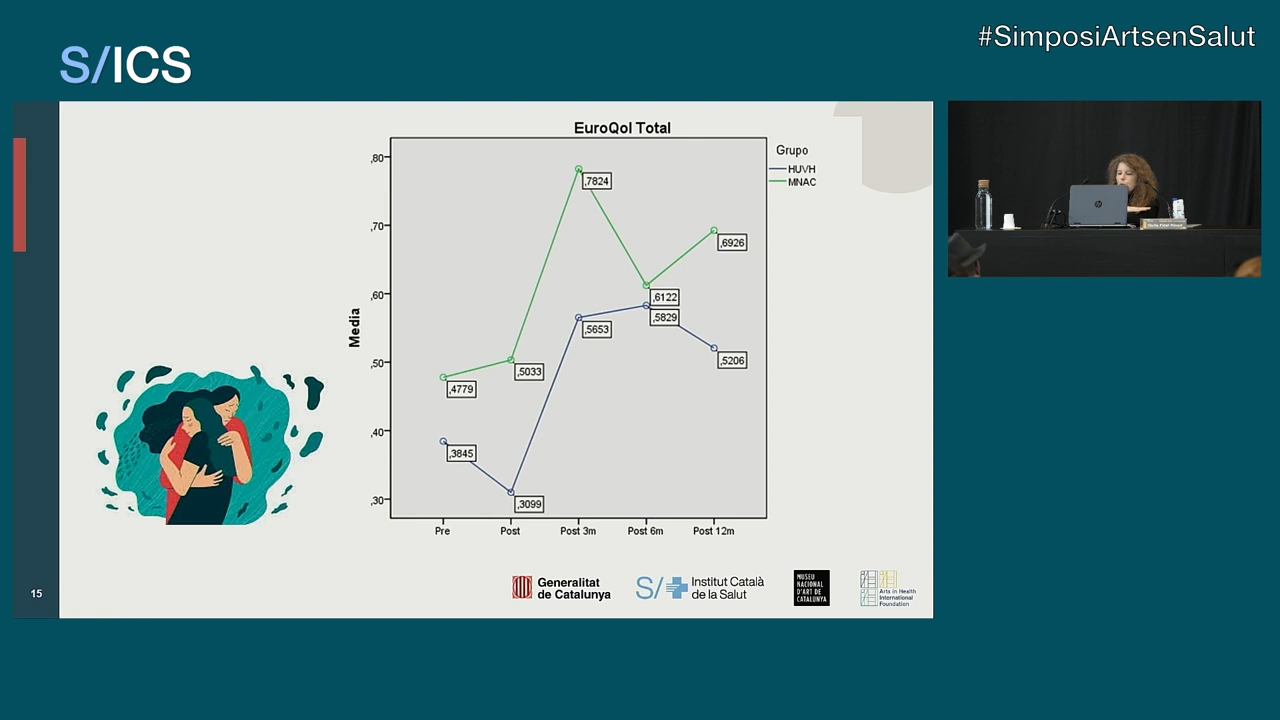 #SimposiArtsenSalut
S/ICS
EuroQol Total
Grupo
HUVH
MNAC
Media
,80
,70
,60
,50
,40
,30
,7824
,6926
,6122
,5829
,5653
,5206
,5033
,4779
,3845
,3099
Pre
Post
Post 3m
Post 6m
Post 12m
15
Generalitat
de Catalunya
S/
Institut Català
de la Salut
MUSEU
NACIONAL
D'ART DE
CATALUNYA
Arts in Health
International
Foundation
hp